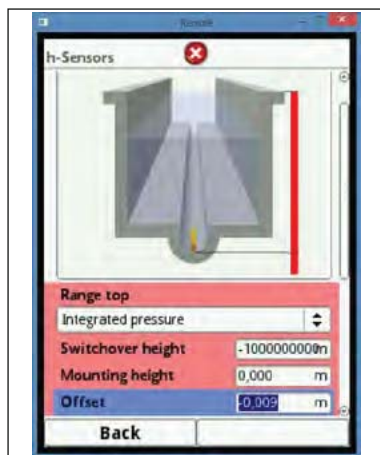 Remote
h-Sensors
Range top
Integrated pressure
Switchover height -1000000000m
Mounting height 0,000 m
Offset -0,009 m
Back